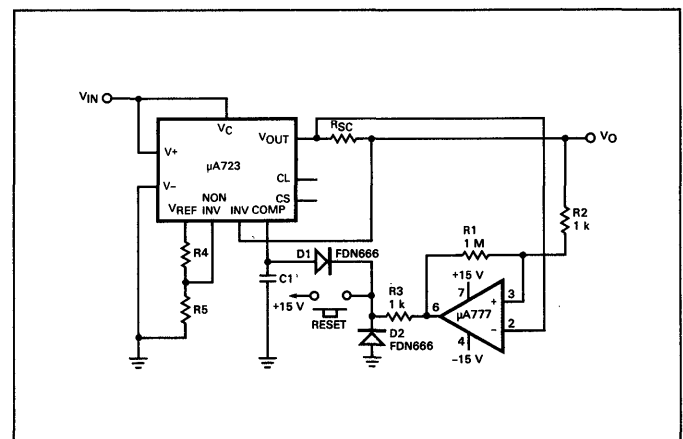 VIN
VC
VOUT
RSC
VO
V+
µA723
V−
CL
CS
NON
VREF INV INV COMP
R2
1 k
R1
1 M
R4
D1 FDN666
C1
R3
1 k
+15 V
7
3
6
+
µA777
2
−
4
−15 V
R5
+15 V
RESET
D2
FDN666